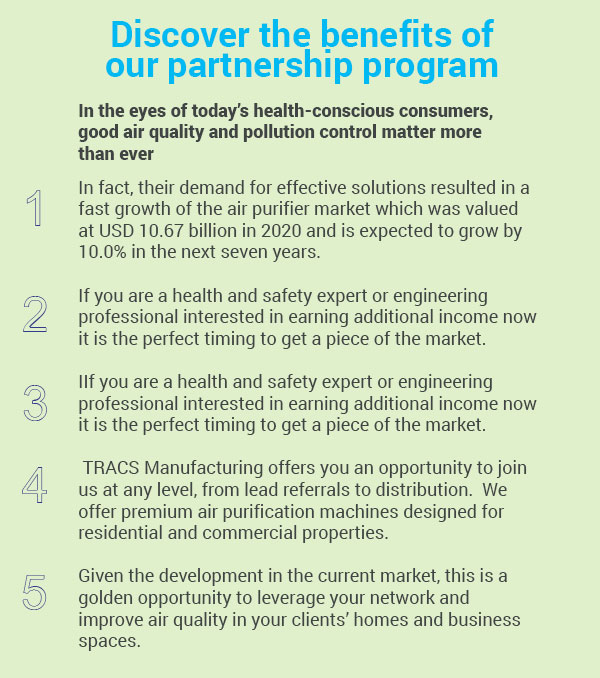 Discover the benefits of
our partnership program
In the eyes of today’s health-conscious consumers,
good air quality and pollution control matter more
than ever
1
In fact, their demand for effective solutions resulted in a
fast growth of the air purifier market which was valued
at USD 10.67 billion in 2020 and is expected to grow by
10.0% in the next seven years.
2
If you are a health and safety expert or engineering
professional interested in earning additional income now
it is the perfect timing to get a piece of the market.
3
IIf you are a health and safety expert or engineering
professional interested in earning additional income now
it is the perfect timing to get a piece of the market.
4
TRACS Manufacturing offers you an opportunity to join
us at any level, from lead referrals to distribution.  We
offer premium air purification machines designed for
residential and commercial properties.
5
Given the development in the current market, this is a
golden opportunity to leverage your network and
improve air quality in your clients’ homes and business
spaces.